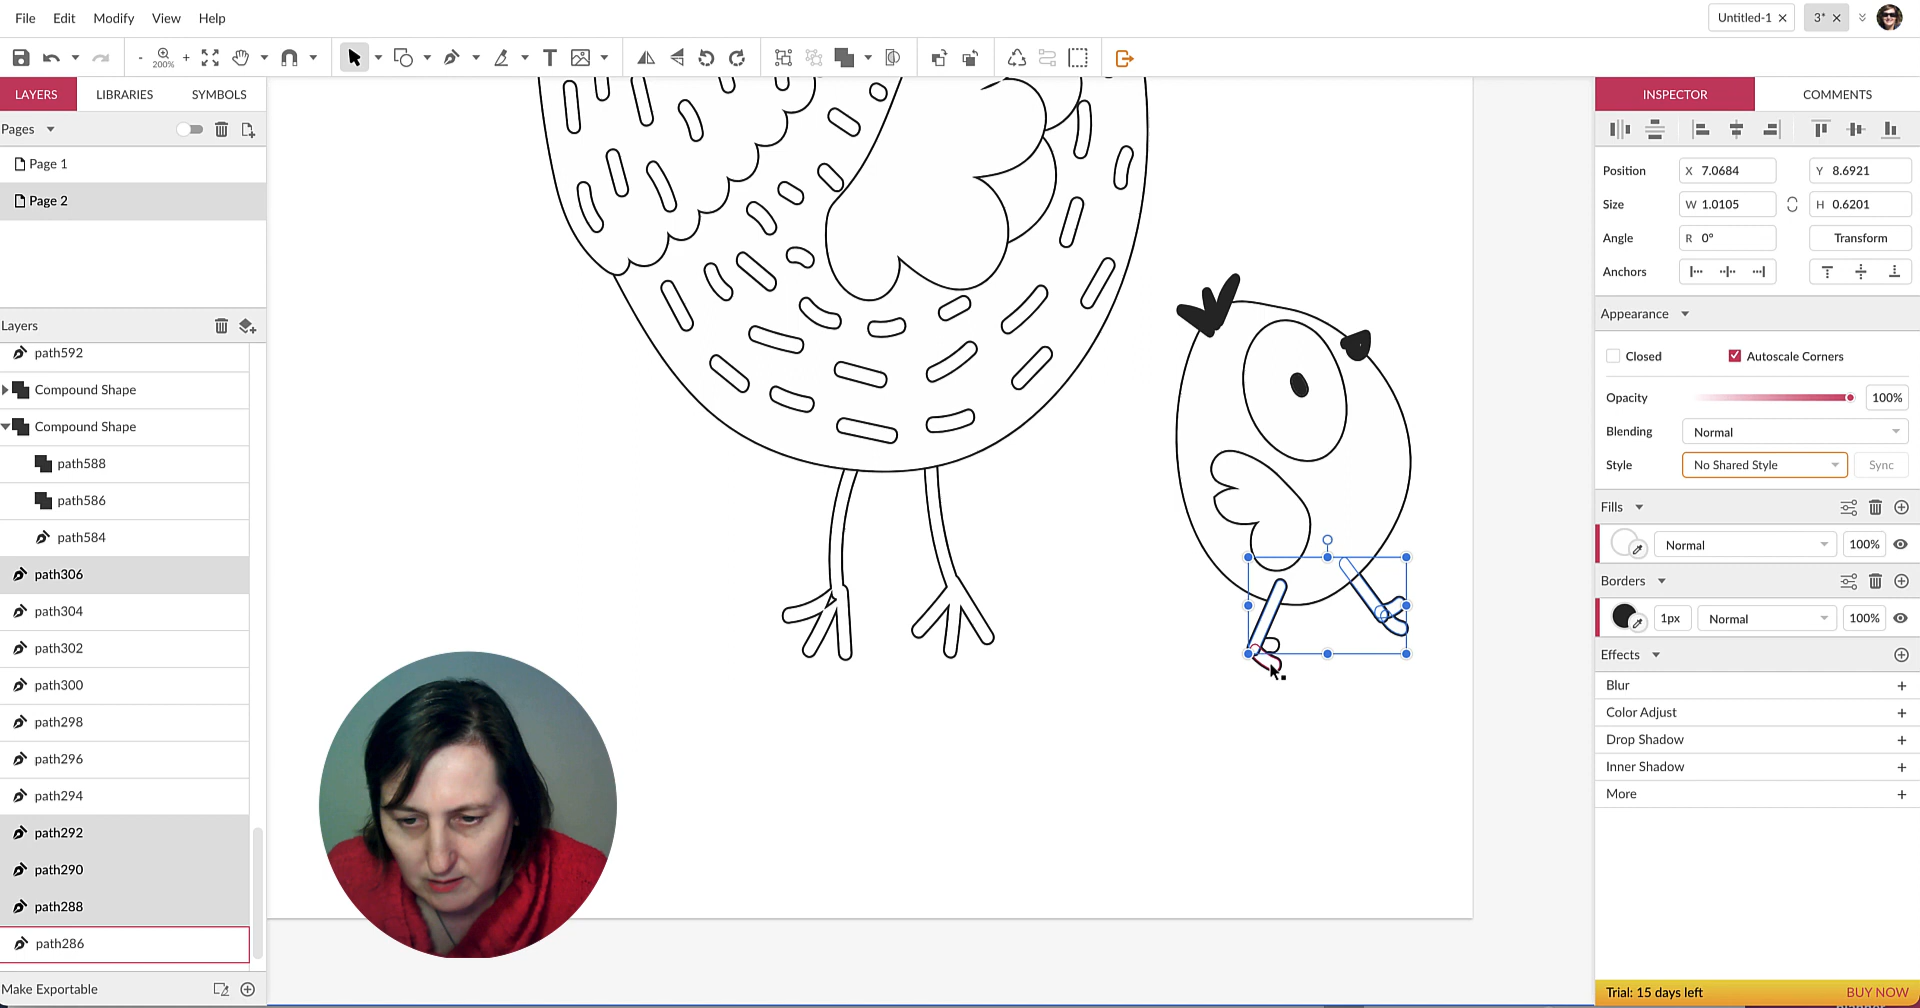 File Edit Modify View Help
Untitled-1 ✕ 3* ✕
- 200% +
LAYERS LIBRARIES SYMBOLS
Pages
Page 1
Page 2
Layers
path592
Compound Shape
Compound Shape
path588
path586
path584
path306
path304
path302
path300
path298
path296
path294
path292
path290
path288
path286
Make Exportable
INSPECTOR COMMENTS
Position X 7.0684 Y 8.6921
Size W 1.0105 H 0.6201
Angle R 0° Transform
Anchors
Appearance
Closed Autoscale Corners
Opacity 100%
Blending Normal
Style No Shared Style Sync
Fills
Normal 100%
Borders
1px Normal 100%
Effects
Blur +
Color Adjust +
Drop Shadow +
Inner Shadow +
More +
Trial: 15 days left BUY NOW